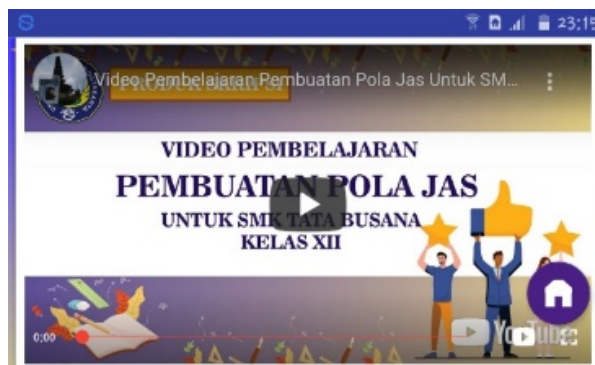 23:15
Video Pembelajaran Pembuatan Pola Jas Untuk SM...
VIDEO PEMBELAJARAN
PEMBUATAN POLA JAS
UNTUK SMK TATA BUSANA
KELAS XII
0:00
YouTube